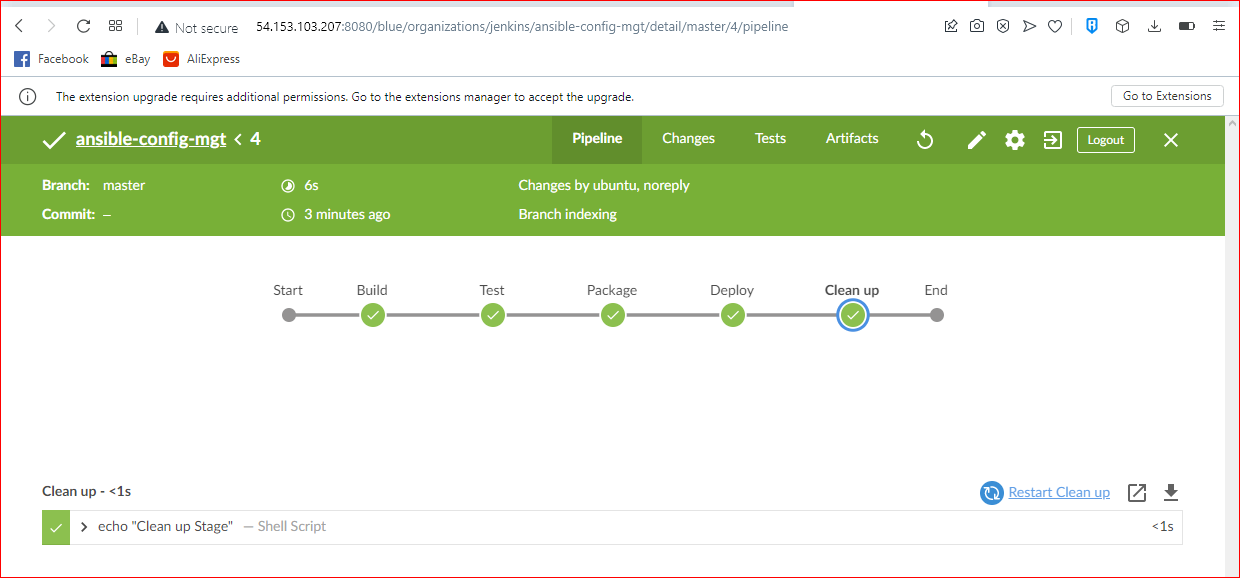 Not secure 54.153.103.207:8080/blue/organizations/jenkins/ansible-config-mgt/detail/master/4/pipeline
Facebook eBay AliExpress
The extension upgrade requires additional permissions. Go to the extensions manager to accept the upgrade. Go to Extensions
ansible-config-mgt < 4 Pipeline Changes Tests Artifacts Logout
Branch: master 6s Changes by ubuntu, noreply
Commit: – 3 minutes ago Branch indexing
Start Build Test Package Deploy Clean up End
Clean up - <1s Restart Clean up
echo "Clean up Stage" — Shell Script <1s